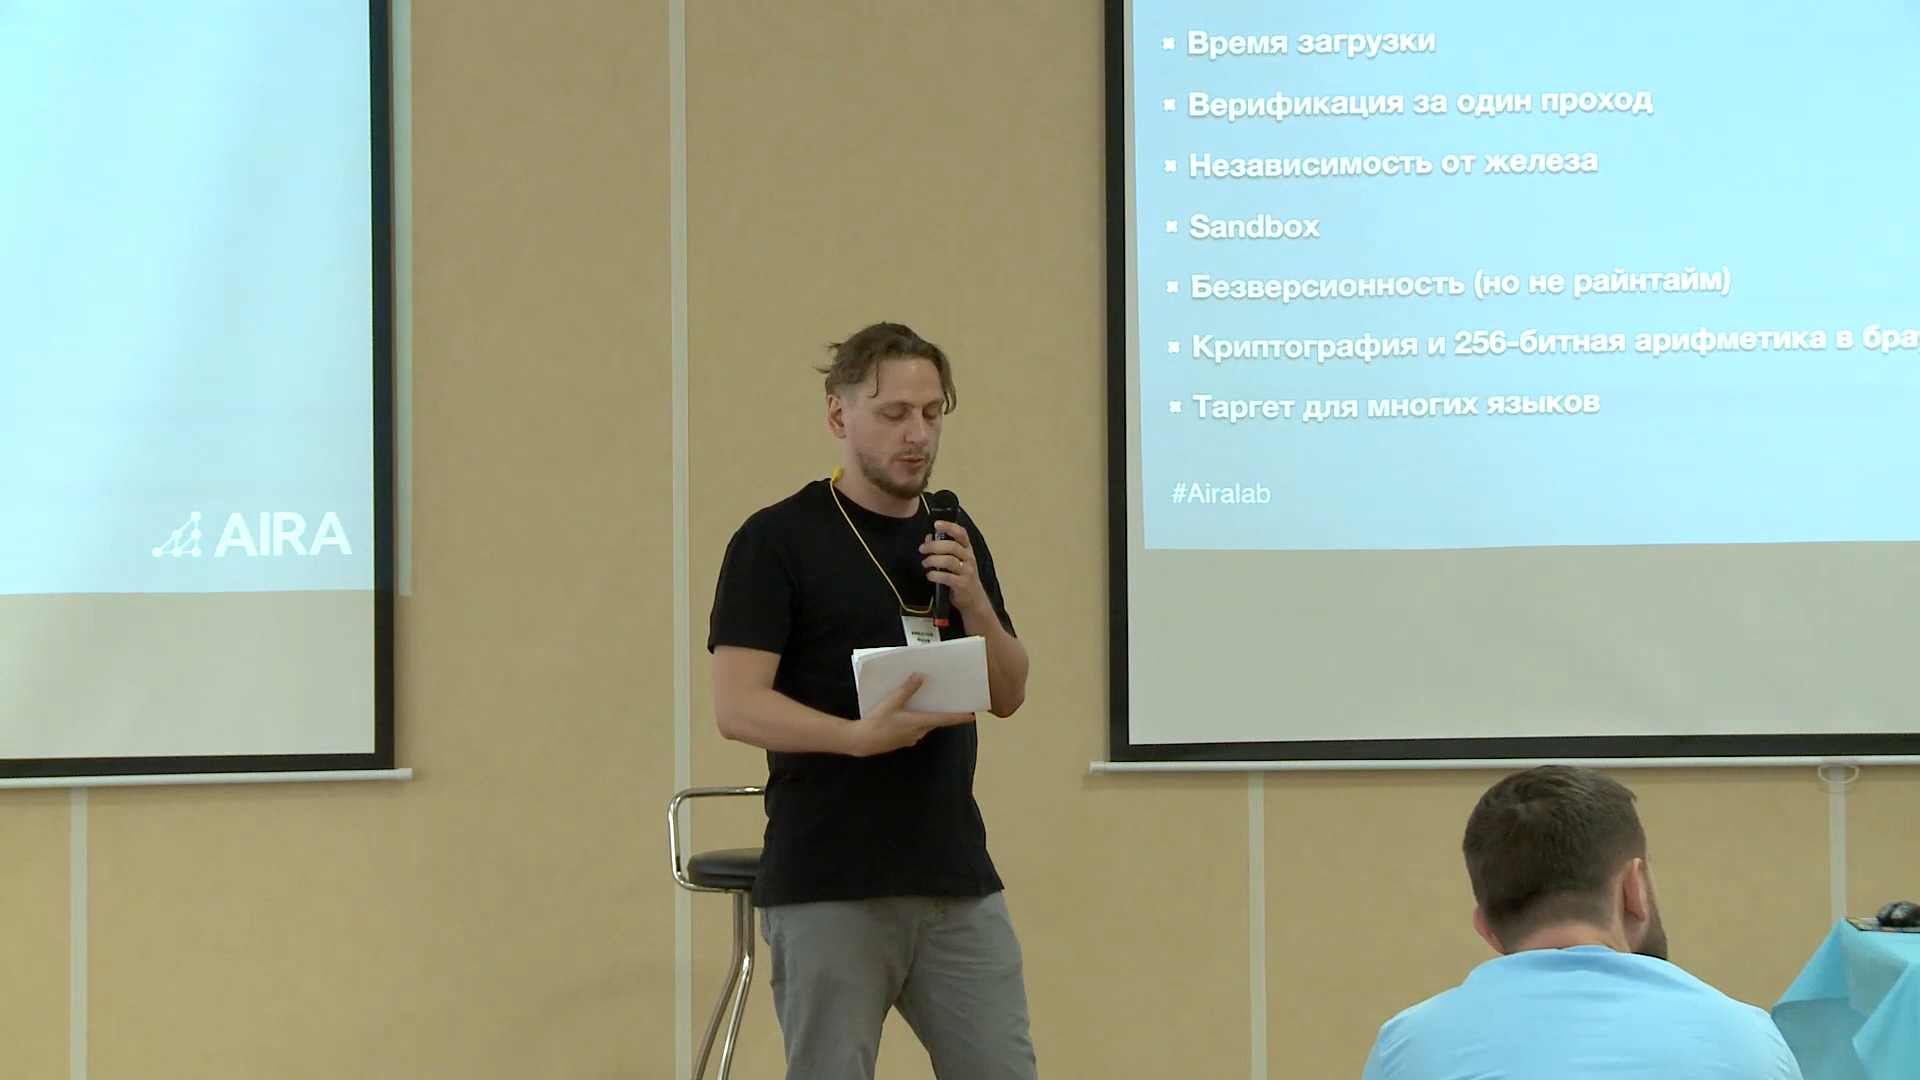 AIRA
Время загрузки
Верификация за один проход
Независимость от железа
Sandbox
Безверсионность (но не райнтайм)
Криптография и 256-битная арифметика в бра
Таргет для многих языков
#Airalab